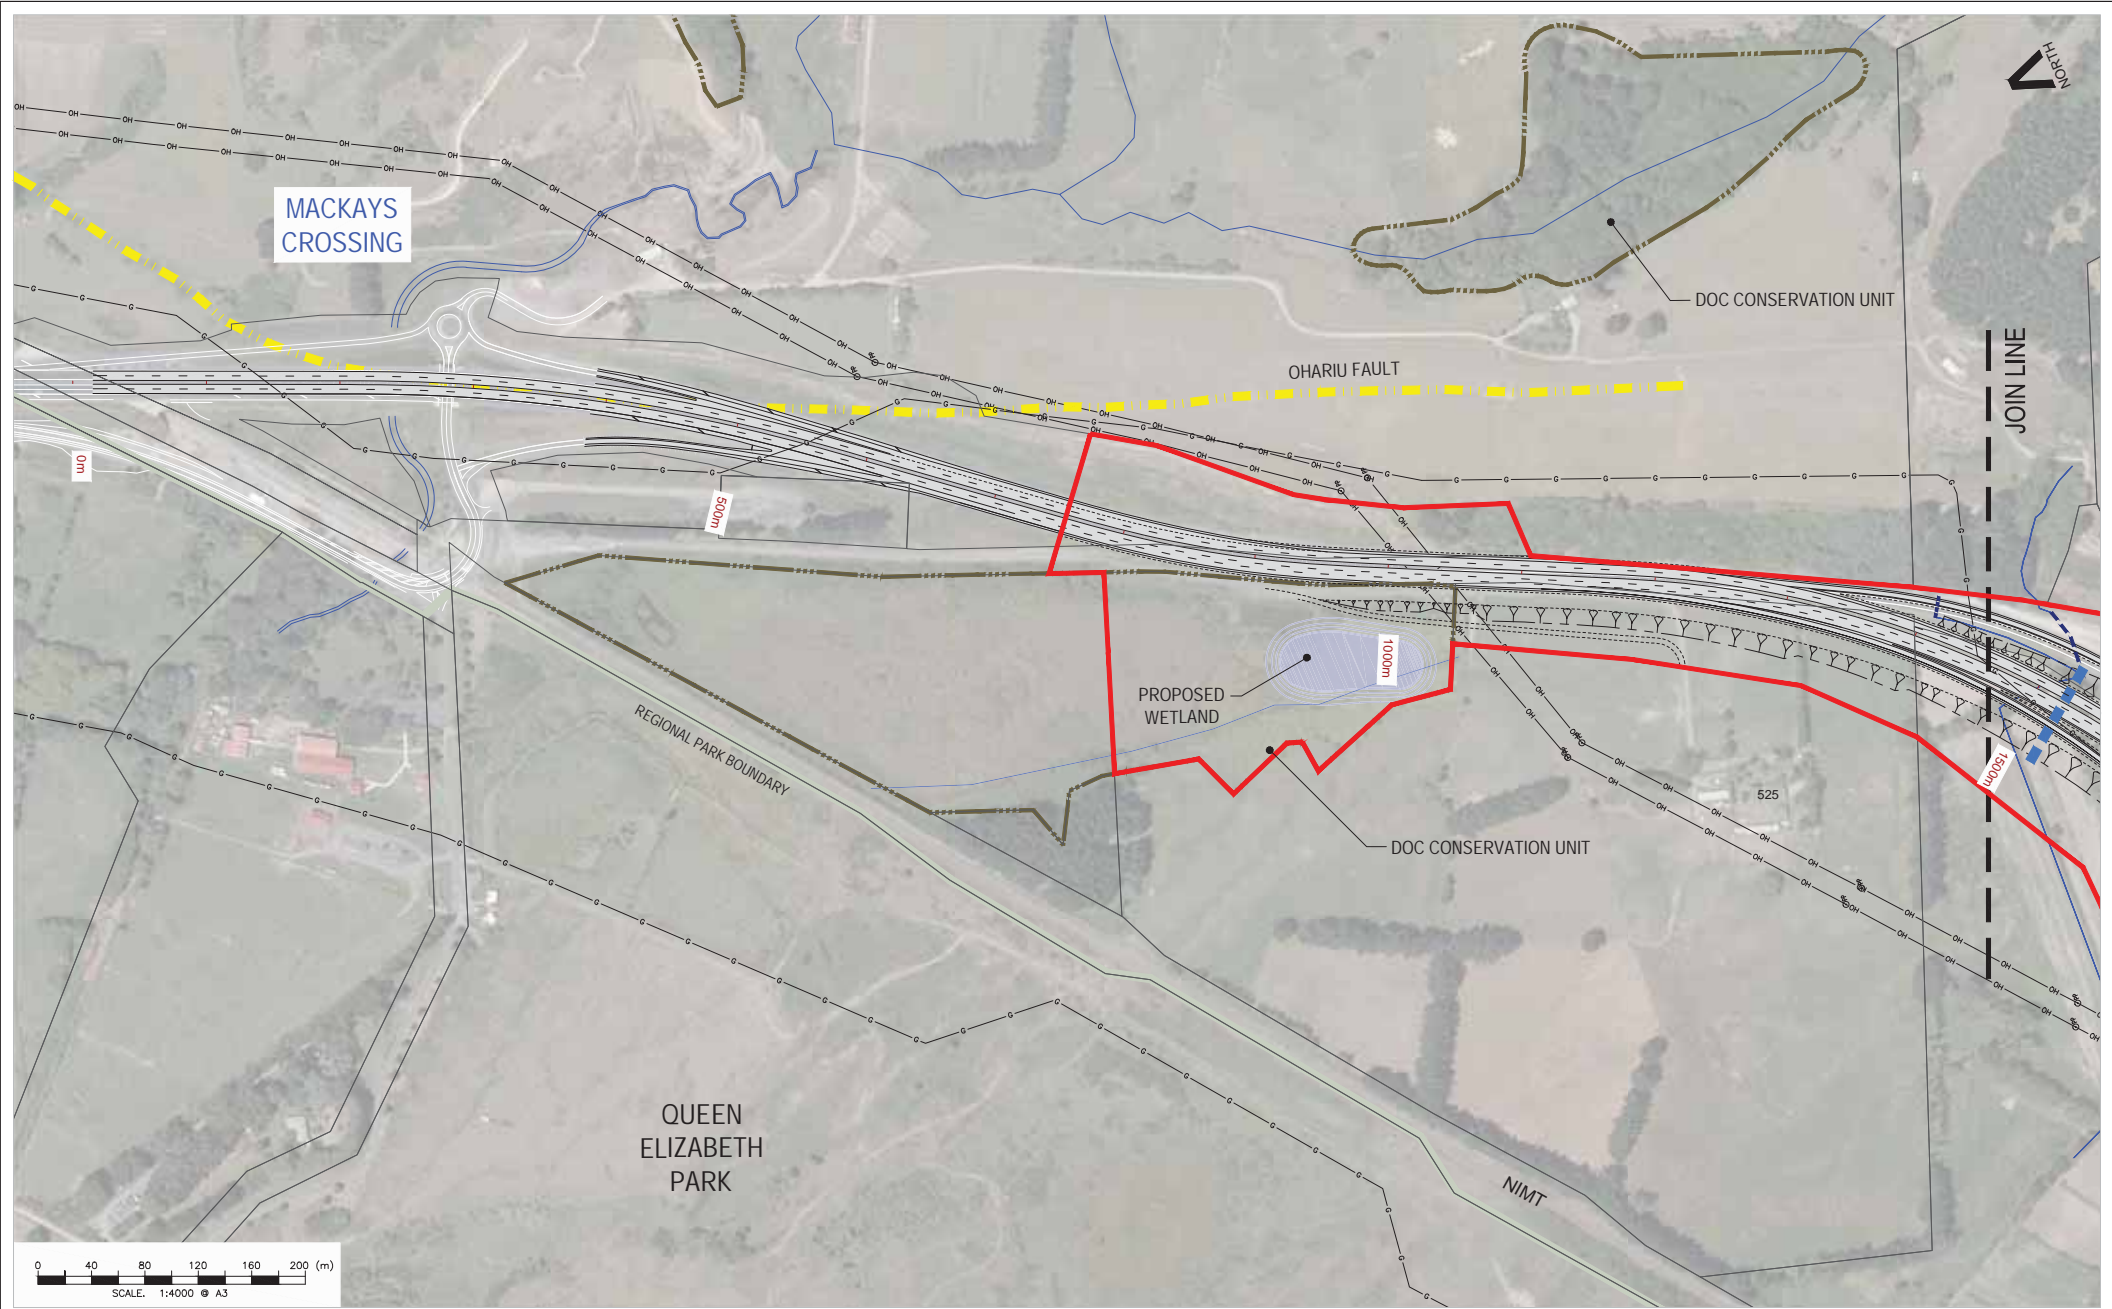 NORTH
MACKAYS
CROSSING
DOC CONSERVATION UNIT
JOIN LINE
OHARIU FAULT
0m
500m
1000m
PROPOSED
WETLAND
REGIONAL PARK BOUNDARY
1500m
525
DOC CONSERVATION UNIT
QUEEN
ELIZABETH
PARK
NIMT
0 40 80 120 160 200 (m)
SCALE. 1:4000 @ A3